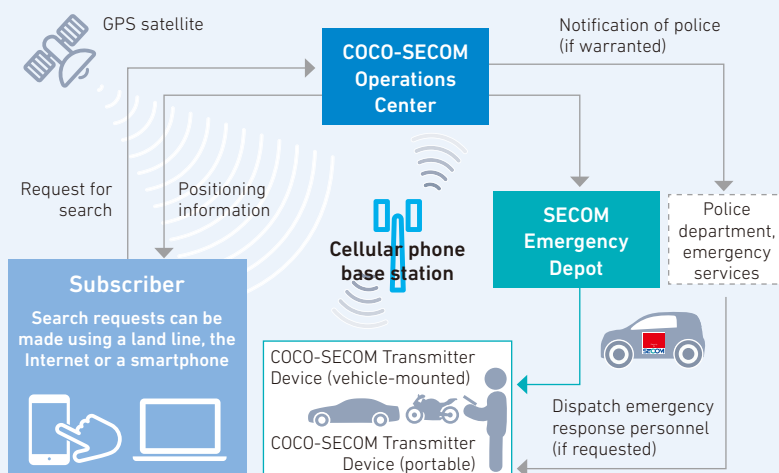 GPS satellite
COCO-SECOM
Operations
Center
Notification of police
(if warranted)
Request for
search
Positioning
information
Cellular phone
base station
SECOM
Emergency
Depot
Police
department,
emergency
services
Subscriber
Search requests can be
made using a land line, the
Internet or a smartphone
SECOM
COCO-SECOM Transmitter
Device (vehicle-mounted)
COCO-SECOM Transmitter
Device (portable)
Dispatch emergency
response personnel
(if requested)